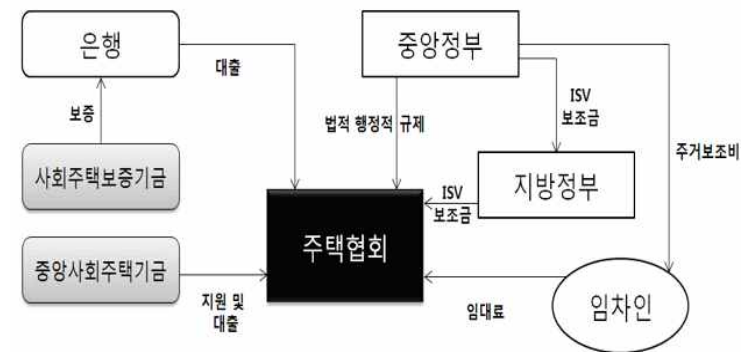 은행
대출
중앙정부
보증
법적 행정적 규제
ISV
보조금
주거보조비
사회주택보증기금
지방정부
ISV
보조금
주택협회
중앙사회주택기금
지원 및
대출
임대료
임차인